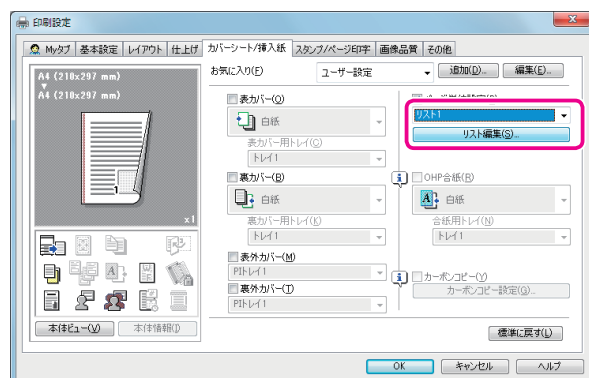 印刷設定
Myタブ 基本設定 レイアウト 仕上げ カバーシート/挿入紙 スタンプ/ページ印字 画像品質 その他
A4 (210x297 mm)
A4 (210x297 mm)
1
x1
本体ビュー(V) 本体情報(I)
お気に入り(F) ユーザー設定 追加(D)... 編集(E)...
表カバー(O)
白紙
表カバー用トレイ(C)
トレイ1
裏カバー(B)
白紙
裏カバー用トレイ(K)
トレイ1
表外カバー(M)
PIトレイ1
裏外カバー(T)
PIトレイ1
リスト1
リスト編集(S)...
OHP合紙(R)
白紙
合紙用トレイ(N)
トレイ1
カーボンコピー(Y)
カーボンコピー設定(G)...
標準に戻す(L)
OK キャンセル ヘルプ